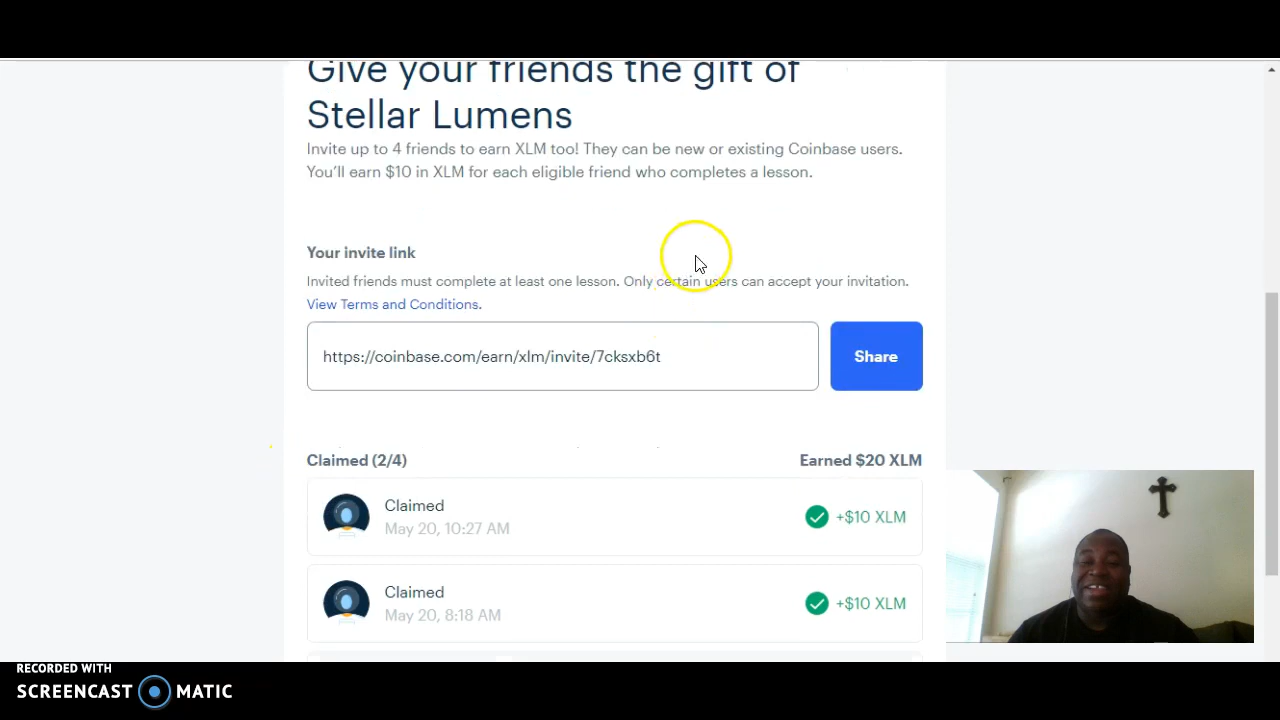 Give your friends the gift of
Stellar Lumens
Invite up to 4 friends to earn XLM too! They can be new or existing Coinbase users.
You'll earn $10 in XLM for each eligible friend who completes a lesson.
Your invite link
Invited friends must complete at least one lesson. Only certain users can accept your invitation.
View Terms and Conditions.
https://coinbase.com/earn/xlm/invite/7cksxb6t
Share
Claimed (2/4)
Earned $20 XLM
Claimed
May 20, 10:27 AM
+$10 XLM
Claimed
May 20, 8:18 AM
+$10 XLM
RECORDED WITH
SCREENCAST MATIC